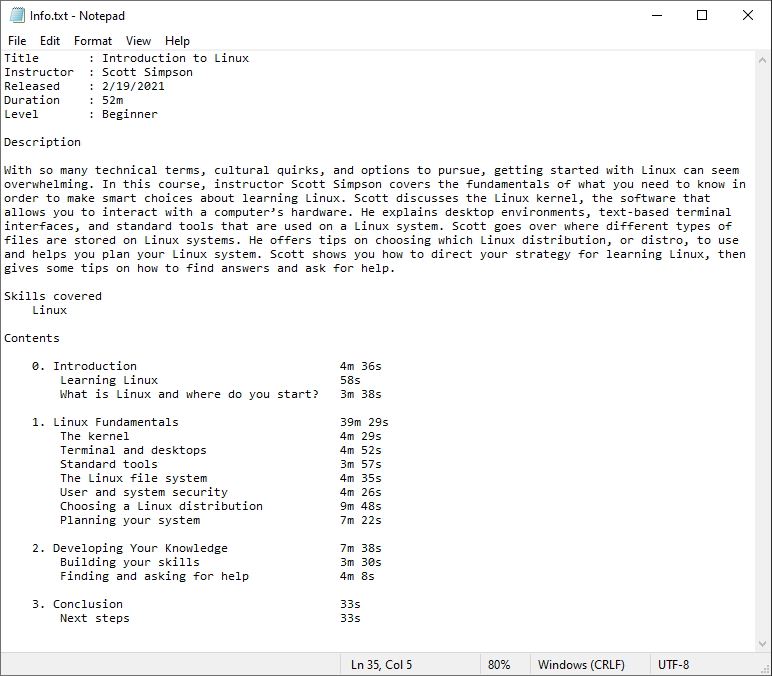 Info.txt - Notepad
File Edit Format View Help
Title : Introduction to Linux
Instructor : Scott Simpson
Released : 2/19/2021
Duration : 52m
Level : Beginner
Description
With so many technical terms, cultural quirks, and options to pursue, getting started with Linux can seem
overwhelming. In this course, instructor Scott Simpson covers the fundamentals of what you need to know in
order to make smart choices about learning Linux. Scott discusses the Linux kernel, the software that
allows you to interact with a computer’s hardware. He explains desktop environments, text-based terminal
interfaces, and standard tools that are used on a Linux system. Scott goes over where different types of
files are stored on Linux systems. He offers tips on choosing which Linux distribution, or distro, to use
and helps you plan your Linux system. Scott shows you how to direct your strategy for learning Linux, then
gives some tips on how to find answers and ask for help.
Skills covered
Linux
Contents
0. Introduction 4m 36s
Learning Linux 58s
What is Linux and where do you start? 3m 38s
1. Linux Fundamentals 39m 29s
The kernel 4m 29s
Terminal and desktops 4m 52s
Standard tools 3m 57s
The Linux file system 4m 35s
User and system security 4m 26s
Choosing a Linux distribution 9m 48s
Planning your system 7m 22s
2. Developing Your Knowledge 7m 38s
Building your skills 3m 30s
Finding and asking for help 4m 8s
3. Conclusion 33s
Next steps 33s
Ln 35, Col 5 80% Windows (CRLF) UTF-8